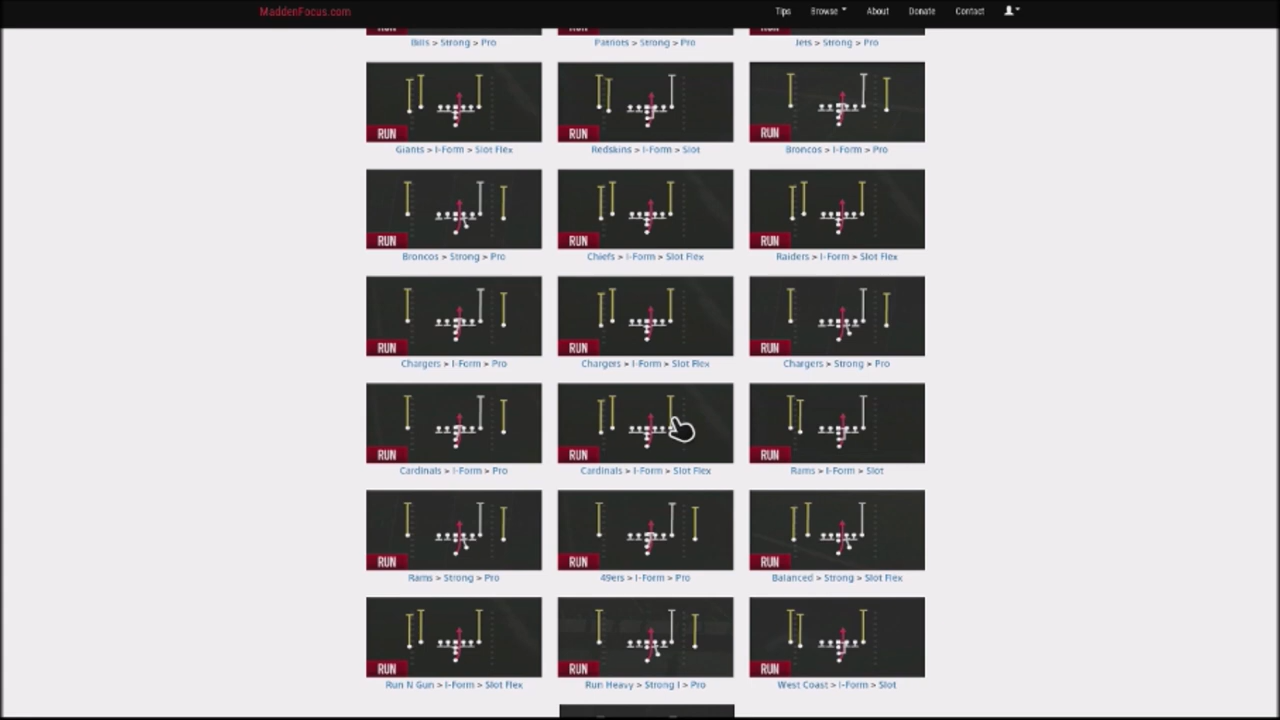 MaddenFocus.com Tips Browse About Donate Contact
RUN RUN RUN
Bills > Strong > Pro Patriots > Strong > Pro Jets > Strong > Pro
RUN RUN RUN
Giants > I-Form > Slot Flex Redskins > I-Form > Slot Broncos > I-Form > Pro
RUN RUN RUN
Broncos > Strong > Pro Chiefs > I-Form > Slot Flex Raiders > I-Form > Slot Flex
RUN RUN RUN
Chargers > I-Form > Pro Chargers > I-Form > Slot Flex Chargers > Strong > Pro
RUN RUN RUN
Cardinals > I-Form > Pro Cardinals > I-Form > Slot Flex Rams > I-Form > Slot
RUN RUN RUN
Rams > Strong > Pro 49ers > I-Form > Pro Balanced > Strong > Slot Flex
RUN RUN RUN
Run N Gun > I-Form > Slot Flex Run Heavy > Strong I > Pro West Coast > I-Form > Slot